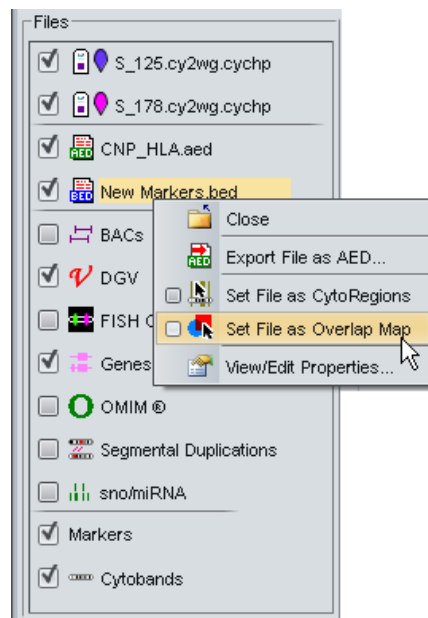 Files
S_125.cy2wg.cychp
S_178.cy2wg.cychp
AED
CNP_HLA.aed
BED
New Markers.bed
Close
BACs
AED
Export File as AED...
DGV
Set File as CytoRegions
FISH
Set File as Overlap Map
Genes
View/Edit Properties...
OMIM ®
Segmental Duplications
sno/miRNA
Markers
Cytobands